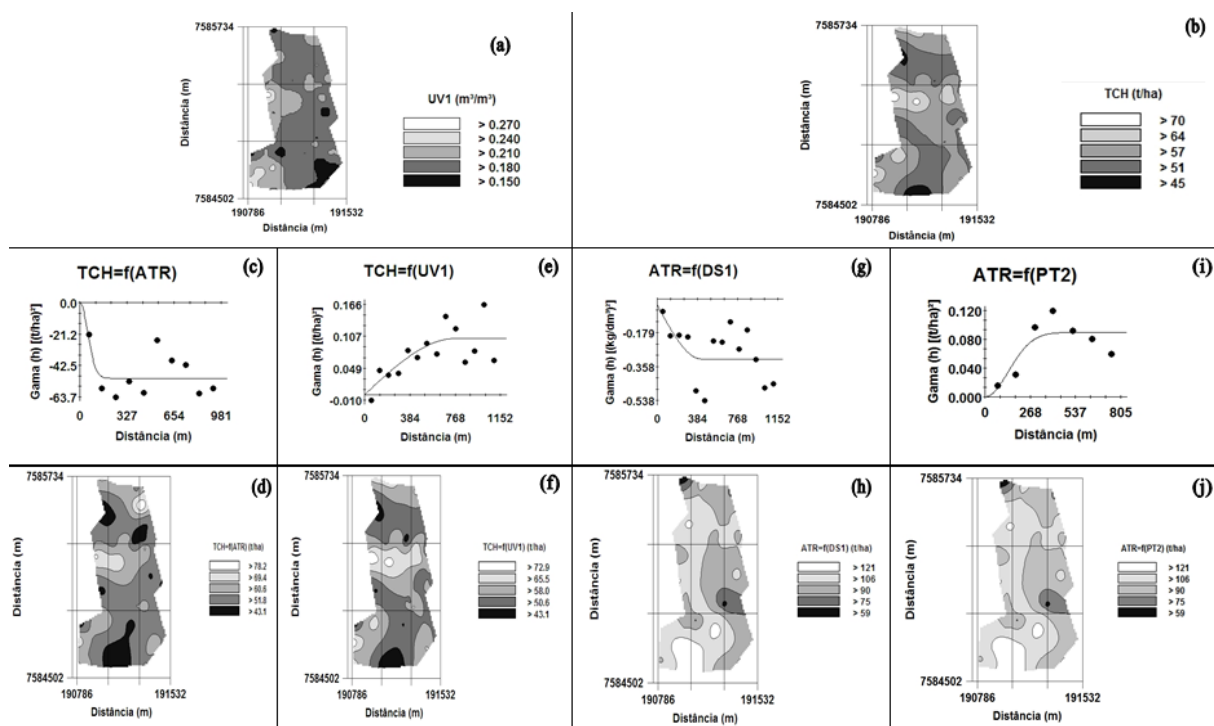 7585734
(a)
Distância (m)
UV1 (m³/m³)
> 0.270
> 0.240
> 0.210
> 0.180
> 0.150
7584502
190786
191532
Distância (m)
7585734
(b)
Distância (m)
TCH (t/ha)
> 70
> 64
> 57
> 51
> 45
7584502
190786
191532
Distância (m)
TCH=f(ATR)
(c)
Gama (h) [(t/ha)²]
0.0
-21.2
-42.5
-63.7
0
327
654
981
Distância (m)
TCH=f(UV1)
(e)
Gama (h) [(t/ha)²]
0.166
0.107
0.049
-0.010
0
384
768
1152
Distância (m)
ATR=f(DS1)
(g)
Gama (h) [(kg/dm³)²]
-0.179
-0.358
-0.538
0
384
768
1152
Distância (m)
ATR=f(PT2)
(i)
Gama (h) [(t/ha)²]
0.120
0.080
0.040
0.000
0
268
537
805
Distância (m)
7585734
(d)
Distância (m)
TCH=f(ATR) (t/ha)
> 78.2
> 69.4
> 60.6
> 51.8
> 43.1
7584502
190786
191532
Distância (m)
7585734
(f)
Distância (m)
TCH=f(UV1) (t/ha)
> 72.9
> 65.5
> 58.0
> 50.6
> 43.1
7584502
190786
191532
Distância (m)
7585734
(h)
Distância (m)
ATR=f(DS1) (t/ha)
> 121
> 106
> 90
> 75
> 59
7584502
190786
191532
Distância (m)
7585734
(j)
Distância (m)
ATR=f(PT2) (t/ha)
> 121
> 106
> 90
> 75
> 59
7584502
190786
191532
Distância (m)